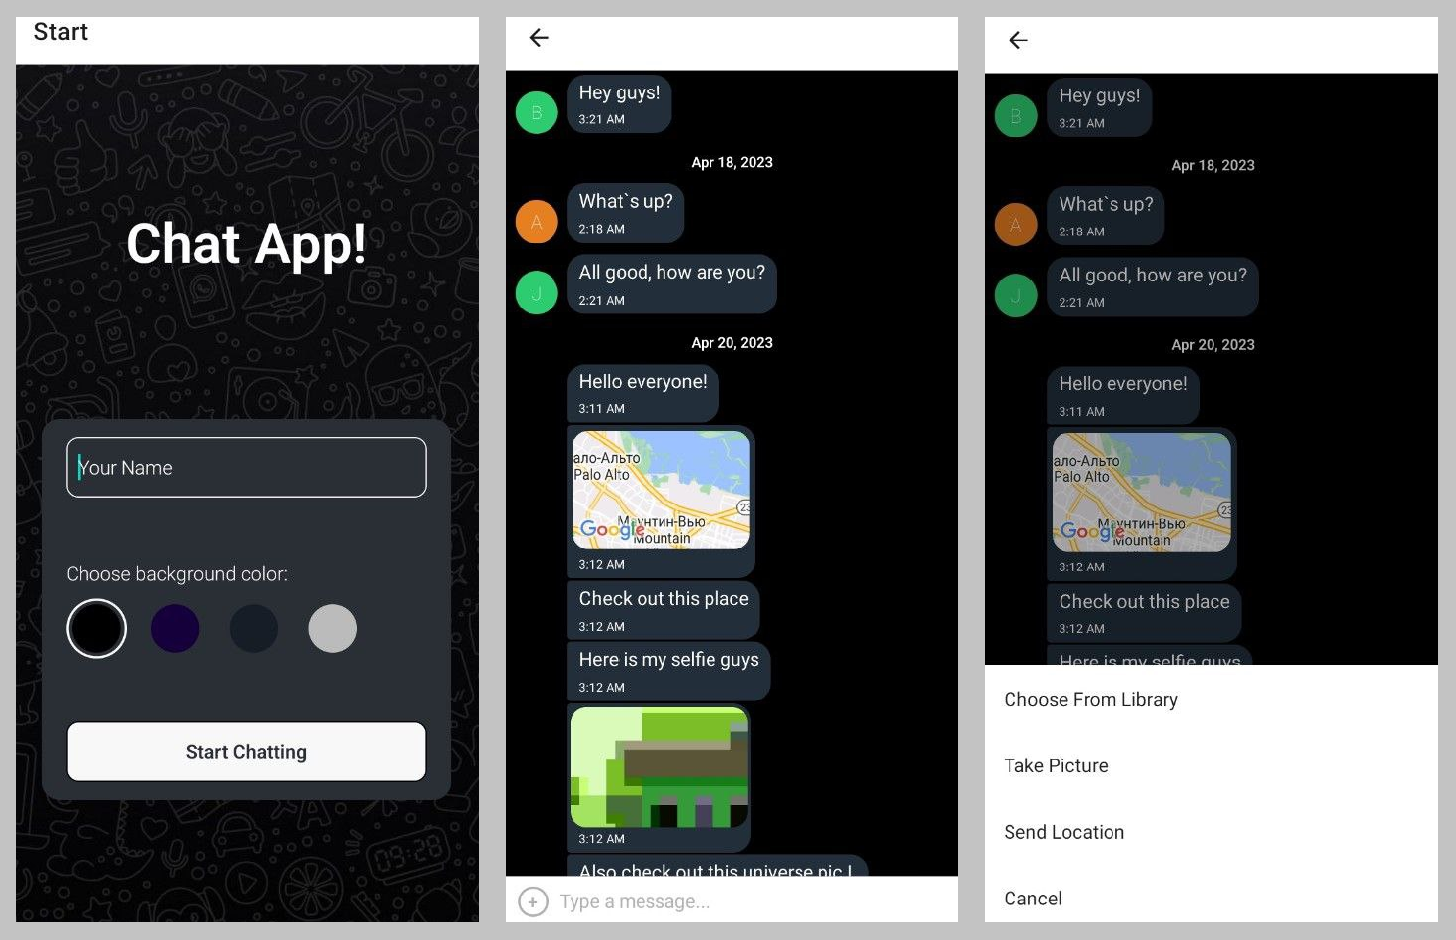 Start
Chat App!
Your Name
Choose background color:
Start Chatting
09:28
B
Hey guys!
3:21 AM
Apr 18, 2023
A
What`s up?
2:18 AM
J
All good, how are you?
2:21 AM
Apr 20, 2023
Hello everyone!
3:11 AM
ало-Альто
Palo Alto
23
Маунтин-Вью
Google
Mountain
3:12 AM
Check out this place
3:12 AM
Here is my selfie guys
3:12 AM
3:12 AM
Also check out this universe pic !
+ Type a message...
B
Hey guys!
3:21 AM
Apr 18, 2023
A
What`s up?
2:18 AM
J
All good, how are you?
2:21 AM
Apr 20, 2023
Hello everyone!
3:11 AM
ало-Альто
Palo Alto
23
Маунтин-Вью
Google
Mountain
3:12 AM
Check out this place
3:12 AM
Here is my selfie guys
Choose From Library
Take Picture
Send Location
Cancel